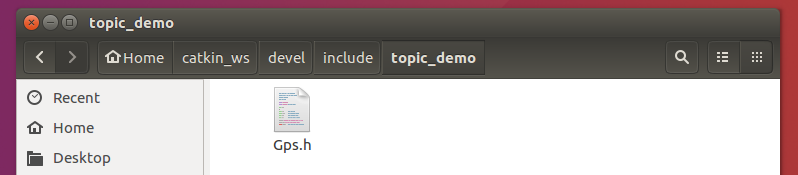 topic_demo
Home catkin_ws devel include topic_demo
Recent
Home
Desktop
Gps.h